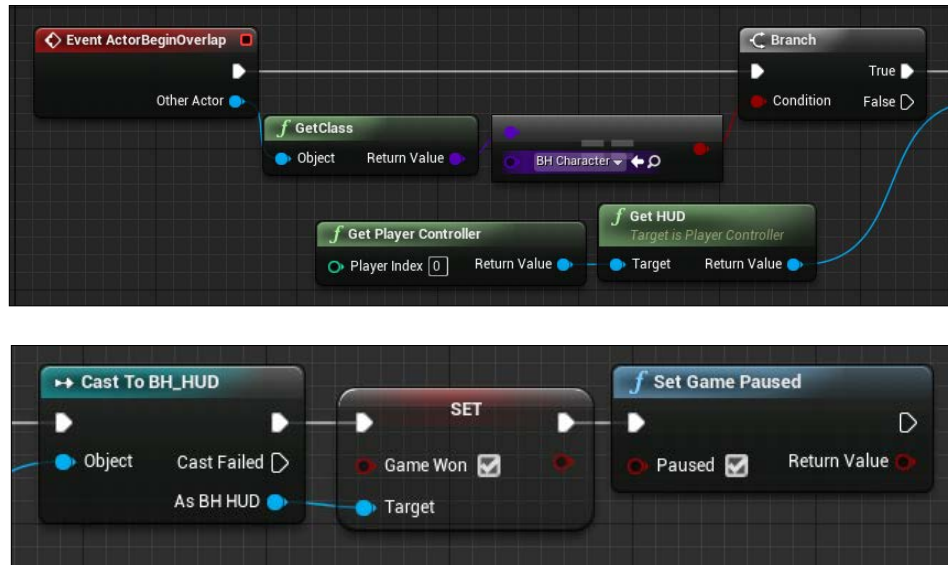 Event ActorBeginOverlap
Other Actor
Branch
True
Condition
False
f GetClass
Object
Return Value
==
BH Character
f Get Player Controller
Player Index 0
Return Value
f Get HUD
Target is Player Controller
Target
Return Value
Cast To BH_HUD
Object
Cast Failed
As BH HUD
SET
Game Won
Target
f Set Game Paused
Paused
Return Value